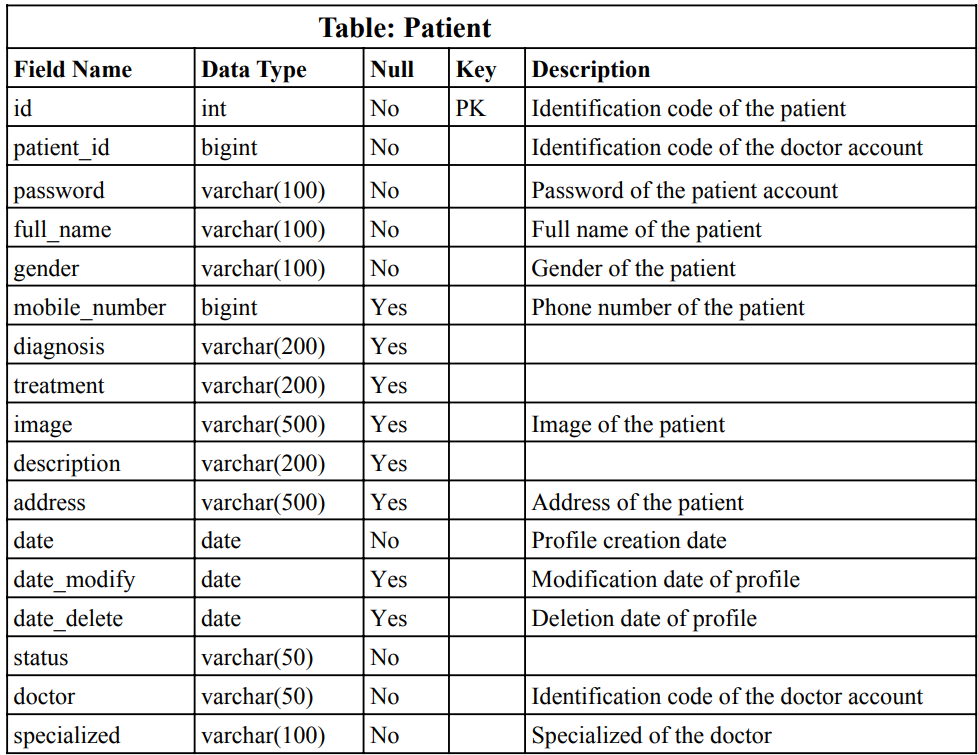 Table: Patient
Field Name Data Type Null Key Description
id int No PK Identification code of the patient
patient_id bigint No Identification code of the doctor account
password varchar(100) No Password of the patient account
full_name varchar(100) No Full name of the patient
gender varchar(100) No Gender of the patient
mobile_number bigint Yes Phone number of the patient
diagnosis varchar(200) Yes
treatment varchar(200) Yes
image varchar(500) Yes Image of the patient
description varchar(200) Yes
address varchar(500) Yes Address of the patient
date date No Profile creation date
date_modify date Yes Modification date of profile
date_delete date Yes Deletion date of profile
status varchar(50) No
doctor varchar(50) No Identification code of the doctor account
specialized varchar(100) No Specialized of the doctor